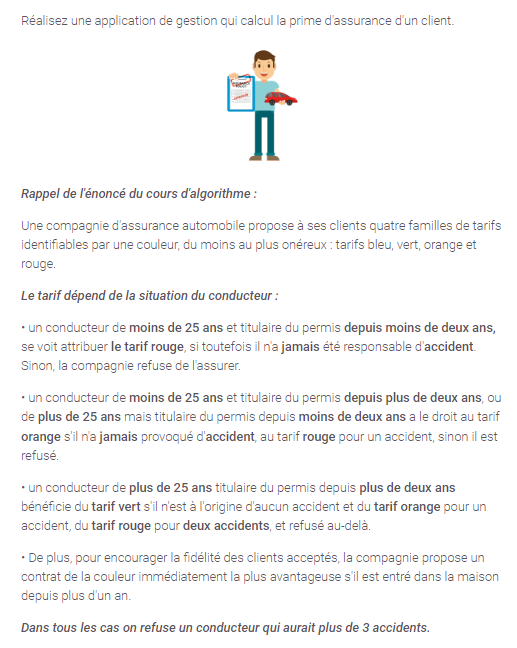 Réalisez une application de gestion qui calcul la prime d'assurance d'un client.
Rappel de l'énoncé du cours d'algorithme :
Une compagnie d'assurance automobile propose à ses clients quatre familles de tarifs
identifiables par une couleur, du moins au plus onéreux : tarifs bleu, vert, orange et
rouge.
Le tarif dépend de la situation du conducteur :
• un conducteur de moins de 25 ans et titulaire du permis depuis moins de deux ans,
se voit attribuer le tarif rouge, si toutefois il n'a jamais été responsable d'accident.
Sinon, la compagnie refuse de l'assurer.
• un conducteur de moins de 25 ans et titulaire du permis depuis plus de deux ans, ou
de plus de 25 ans mais titulaire du permis depuis moins de deux ans a le droit au tarif
orange s'il n'a jamais provoqué d'accident, au tarif rouge pour un accident, sinon il est
refusé.
• un conducteur de plus de 25 ans titulaire du permis depuis plus de deux ans
bénéficie du tarif vert s'il n'est à l'origine d'aucun accident et du tarif orange pour un
accident, du tarif rouge pour deux accidents, et refusé au-delà.
• De plus, pour encourager la fidélité des clients acceptés, la compagnie propose un
contrat de la couleur immédiatement la plus avantageuse s'il est entré dans la maison
depuis plus d'un an.
Dans tous les cas on refuse un conducteur qui aurait plus de 3 accidents.